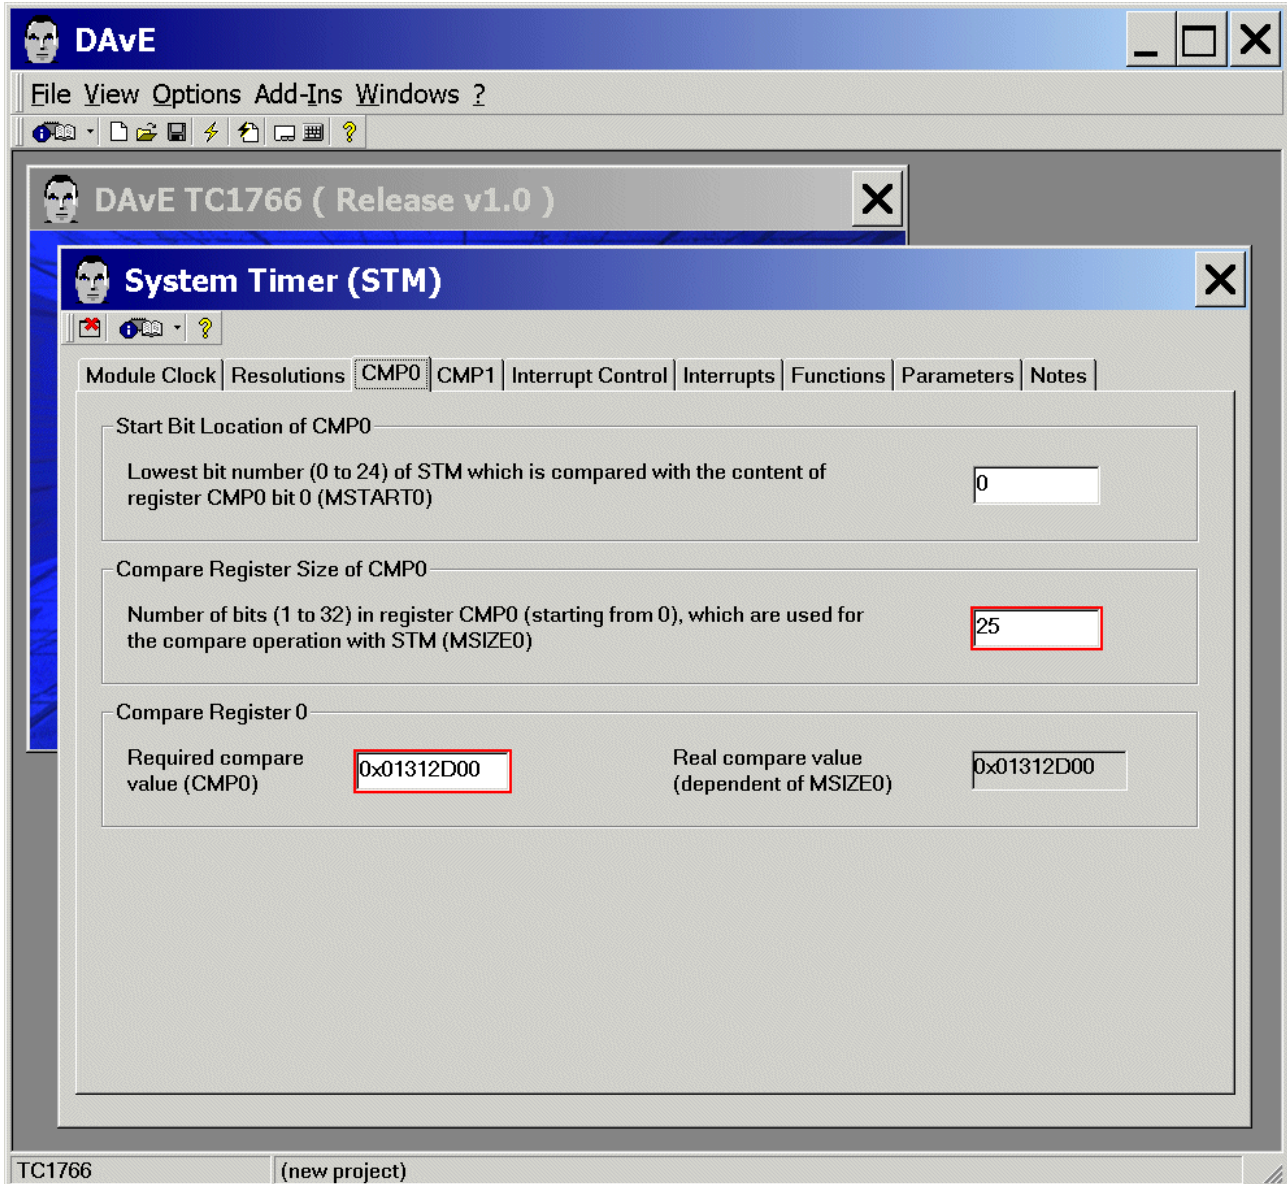 DAvE
File View Options Add-Ins Windows ?
DAvE TC1766 ( Release v1.0 )
System Timer (STM)
Module Clock Resolutions CMP0 CMP1 Interrupt Control Interrupts Functions Parameters Notes
Start Bit Location of CMP0
Lowest bit number (0 to 24) of STM which is compared with the content of
register CMP0 bit 0 (MSTART0)
0
Compare Register Size of CMP0
Number of bits (1 to 32) in register CMP0 (starting from 0), which are used for
the compare operation with STM (MSIZE0)
25
Compare Register 0
Required compare
value (CMP0)
0x01312D00
Real compare value
(dependent of MSIZE0)
0x01312D00
TC1766 (new project)